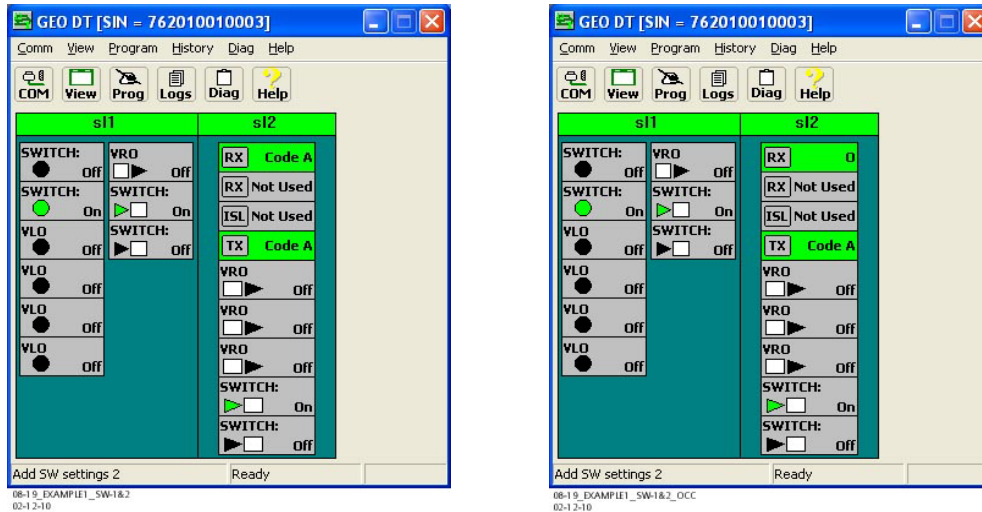 GEO DT [SIN = 762010010003]
Comm View Program History Diag Help
COM View Prog Logs Diag Help
sl1 sl2
SWITCH: Off
SWITCH: On
VLO Off
VLO Off
VLO Off
VLO Off
VRO Off
SWITCH: On
SWITCH: Off
RX Code A
RX Not Used
ISL Not Used
TX Code A
VRO Off
VRO Off
VRO Off
SWITCH: On
SWITCH: Off
Add SW settings 2 Ready
08-19_EXAMPLE1_SW-1&2
02-12-10
GEO DT [SIN = 762010010003]
Comm View Program History Diag Help
COM View Prog Logs Diag Help
sl1 sl2
SWITCH: Off
SWITCH: On
VLO Off
VLO Off
VLO Off
VLO Off
VRO Off
SWITCH: On
SWITCH: Off
RX 0
RX Not Used
ISL Not Used
TX Code A
VRO Off
VRO Off
VRO Off
SWITCH: On
SWITCH: Off
Add SW settings 2 Ready
08-19_EXAMPLE1_SW-1&2_OCC
02-12-10